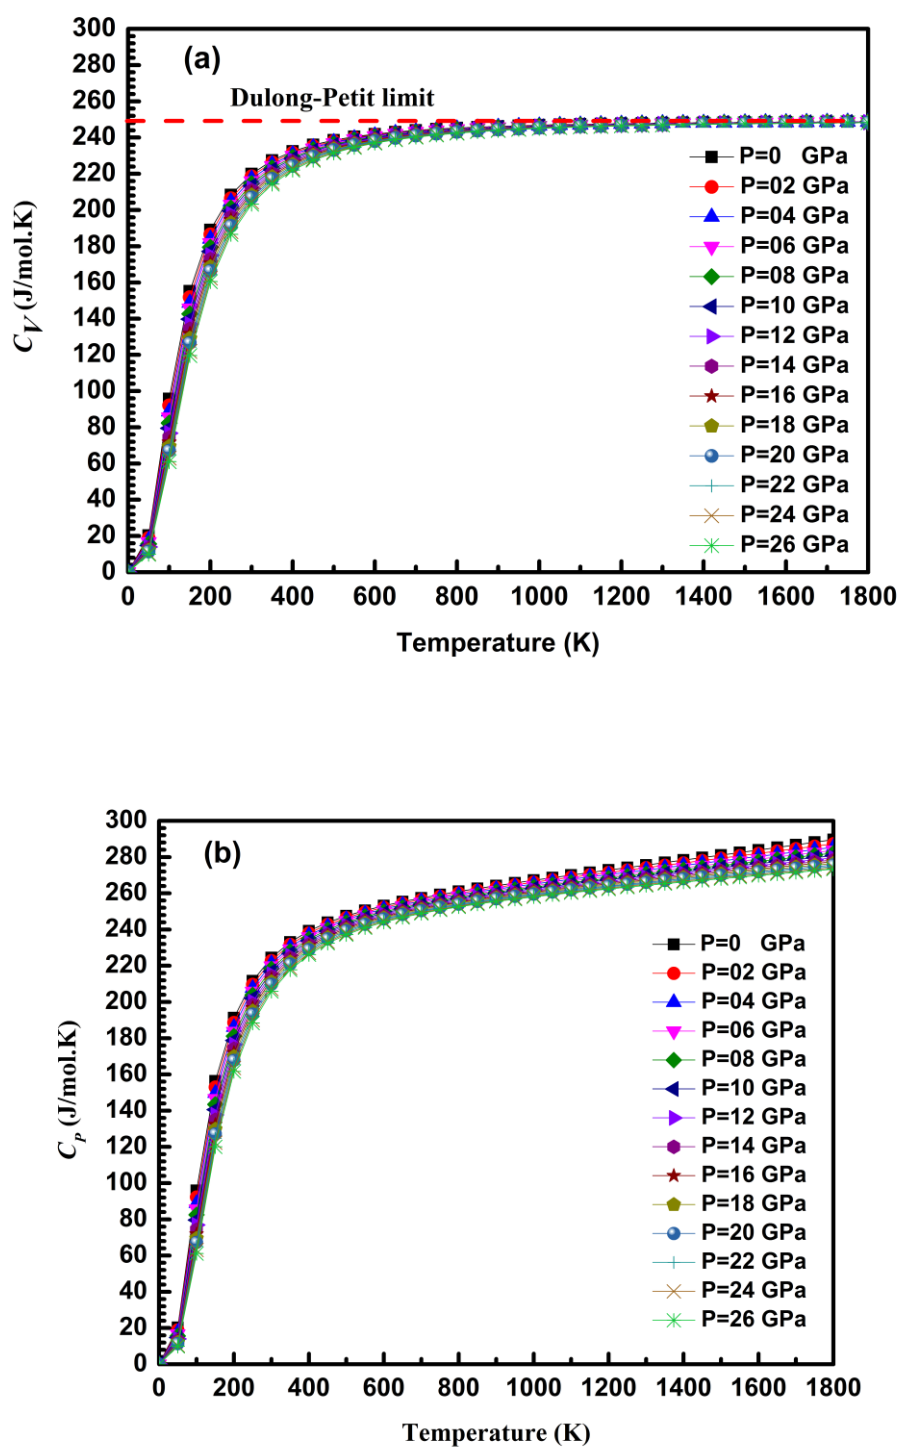 (a)
Dulong-Petit limit
300
280
260
240
220
200
180
160
140
120
100
80
60
40
20
0
C_V (J/mol.K)
P=0 GPa
P=02 GPa
P=04 GPa
P=06 GPa
P=08 GPa
P=10 GPa
P=12 GPa
P=14 GPa
P=16 GPa
P=18 GPa
P=20 GPa
P=22 GPa
P=24 GPa
P=26 GPa
0 200 400 600 800 1000 1200 1400 1600 1800
Temperature (K)
(b)
300
280
260
240
220
200
180
160
140
120
100
80
60
40
20
0
C_P (J/mol.K)
P=0 GPa
P=02 GPa
P=04 GPa
P=06 GPa
P=08 GPa
P=10 GPa
P=12 GPa
P=14 GPa
P=16 GPa
P=18 GPa
P=20 GPa
P=22 GPa
P=24 GPa
P=26 GPa
0 200 400 600 800 1000 1200 1400 1600 1800
Temperature (K)